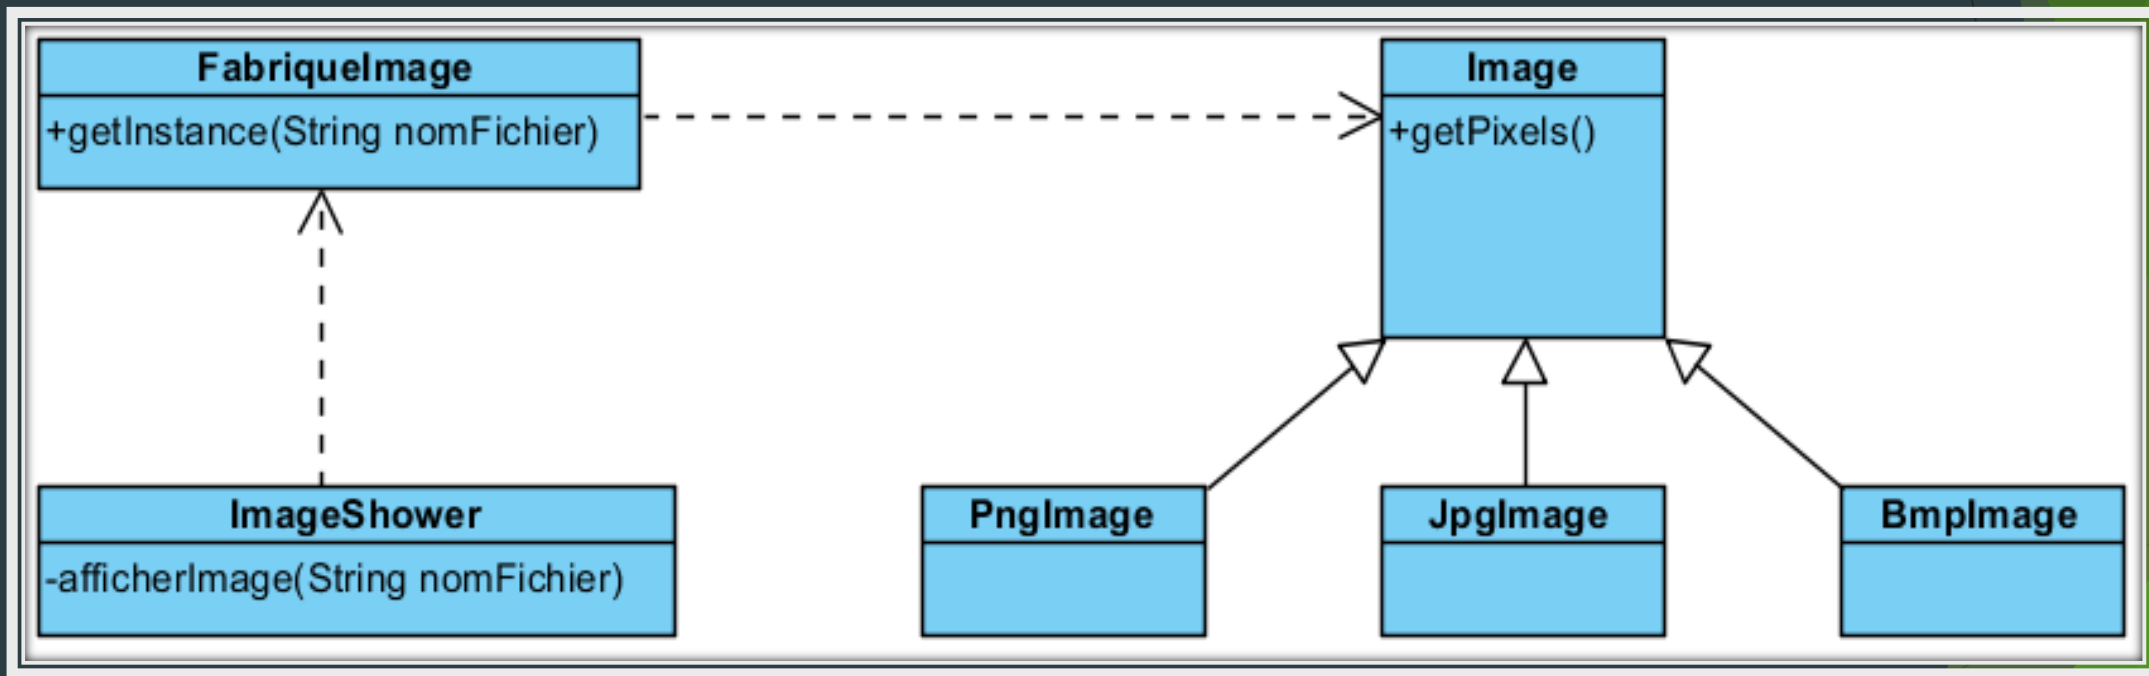 FabriqueImage
+getInstance(String nomFichier)
Image
+getPixels()
ImageShower
-afficherImage(String nomFichier)
PngImage
JpgImage
BmpImage